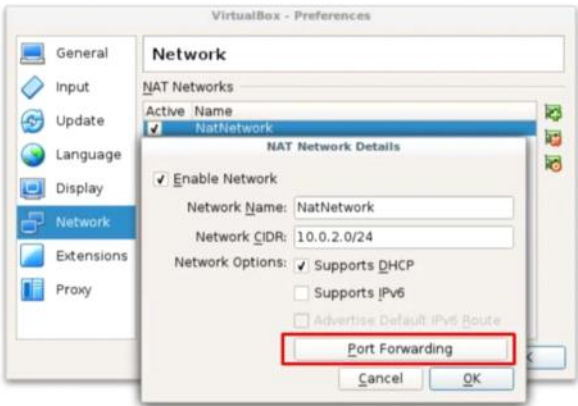 VirtualBox - Preferences
General
Input
Update
Language
Display
Network
Extensions
Proxy
Network
NAT Networks
Active Name
NatNetwork
NAT Network Details
Enable Network
Network Name: NatNetwork
Network CIDR: 10.0.2.0/24
Network Options: Supports DHCP
Supports IPv6
Advertise Default IPv6 Route
Port Forwarding
Cancel OK